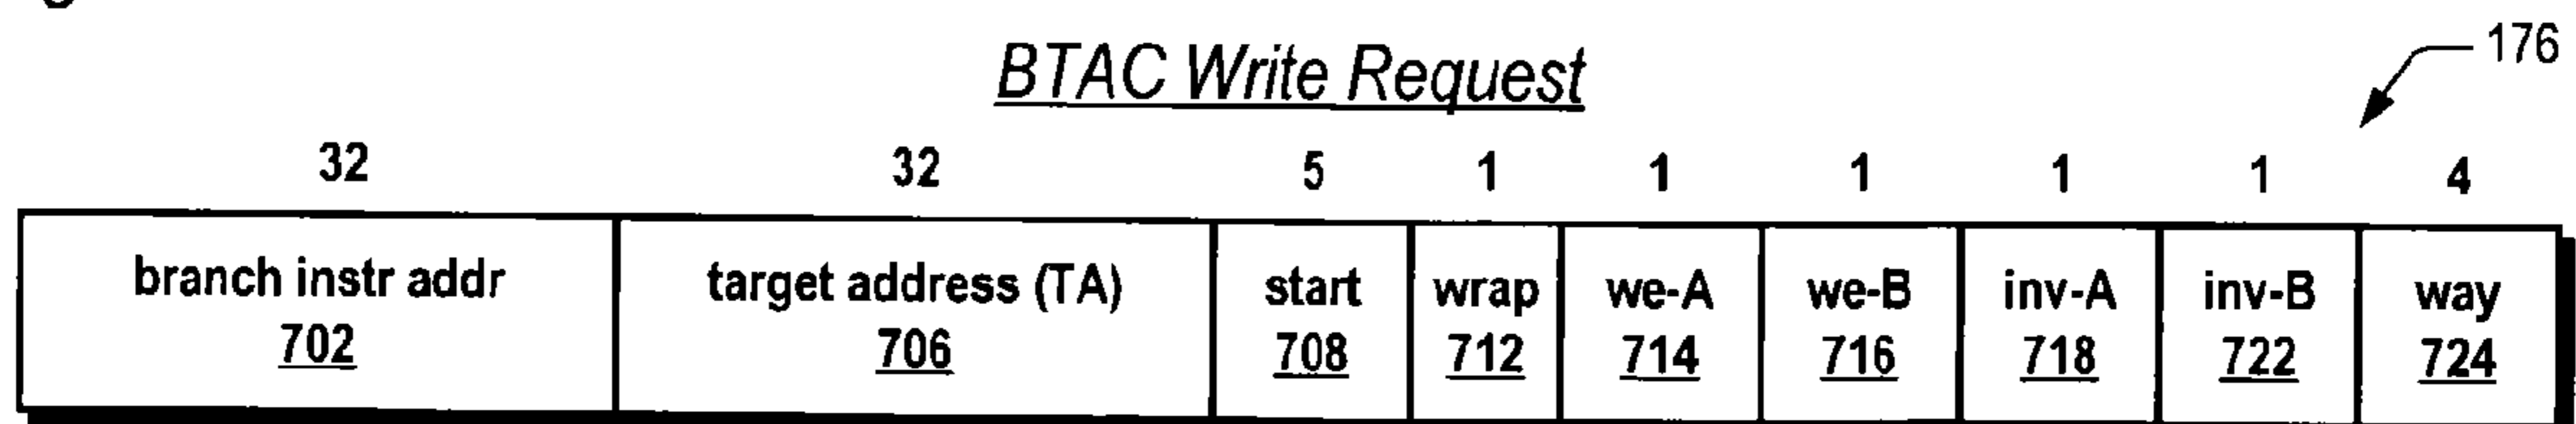 BTAC Write Request
176
32 32 5 1 1 1 1 1 4
branch instr addr target address (TA) start wrap we-A we-B inv-A inv-B way
702 706 708 712 714 716 718 722 724